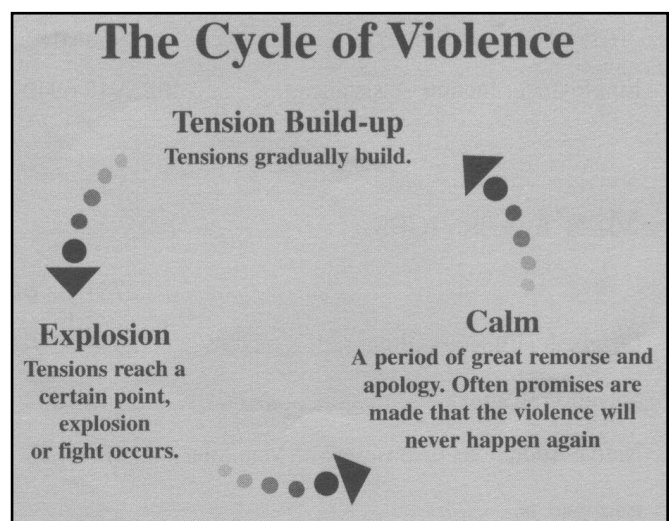 The Cycle of Violence
Tension Build-up
Tensions gradually build.
Explosion
Tensions reach a
certain point,
explosion
or fight occurs.
Calm
A period of great remorse and
apology. Often promises are
made that the violence will
never happen again